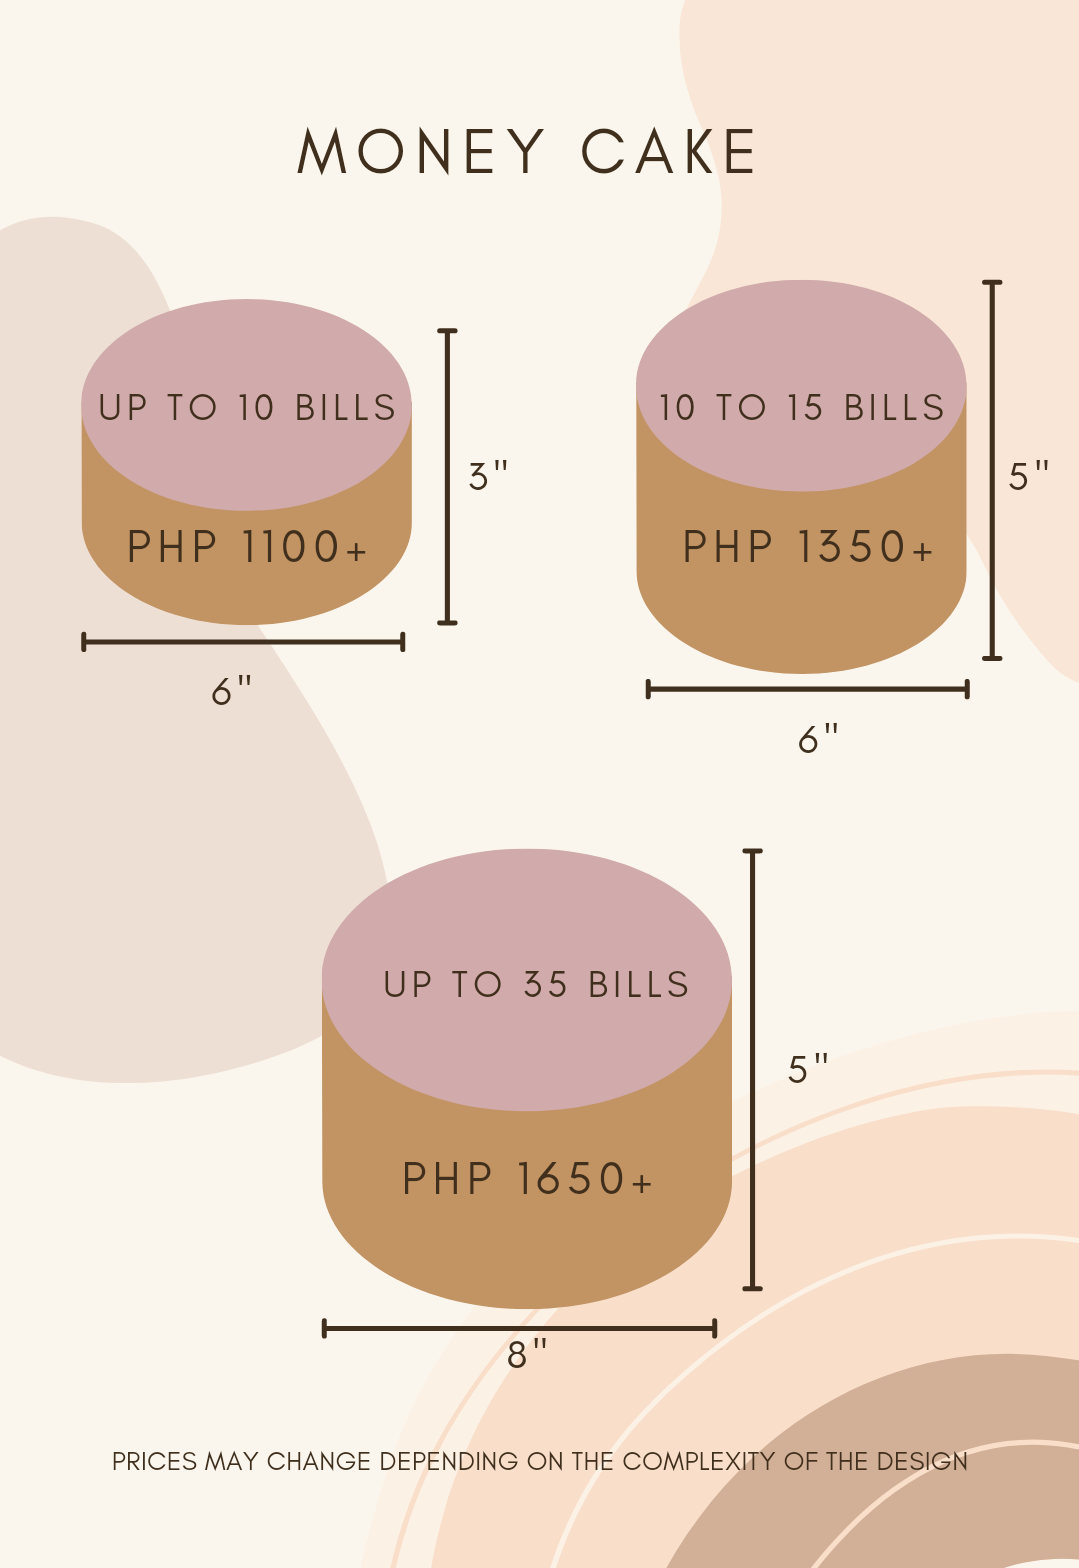 MONEY CAKE
UP TO 10 BILLS
PHP 1100+
3"
6"
10 TO 15 BILLS
PHP 1350+
5"
6"
UP TO 35 BILLS
PHP 1650+
5"
8"
PRICES MAY CHANGE DEPENDING ON THE COMPLEXITY OF THE DESIGN